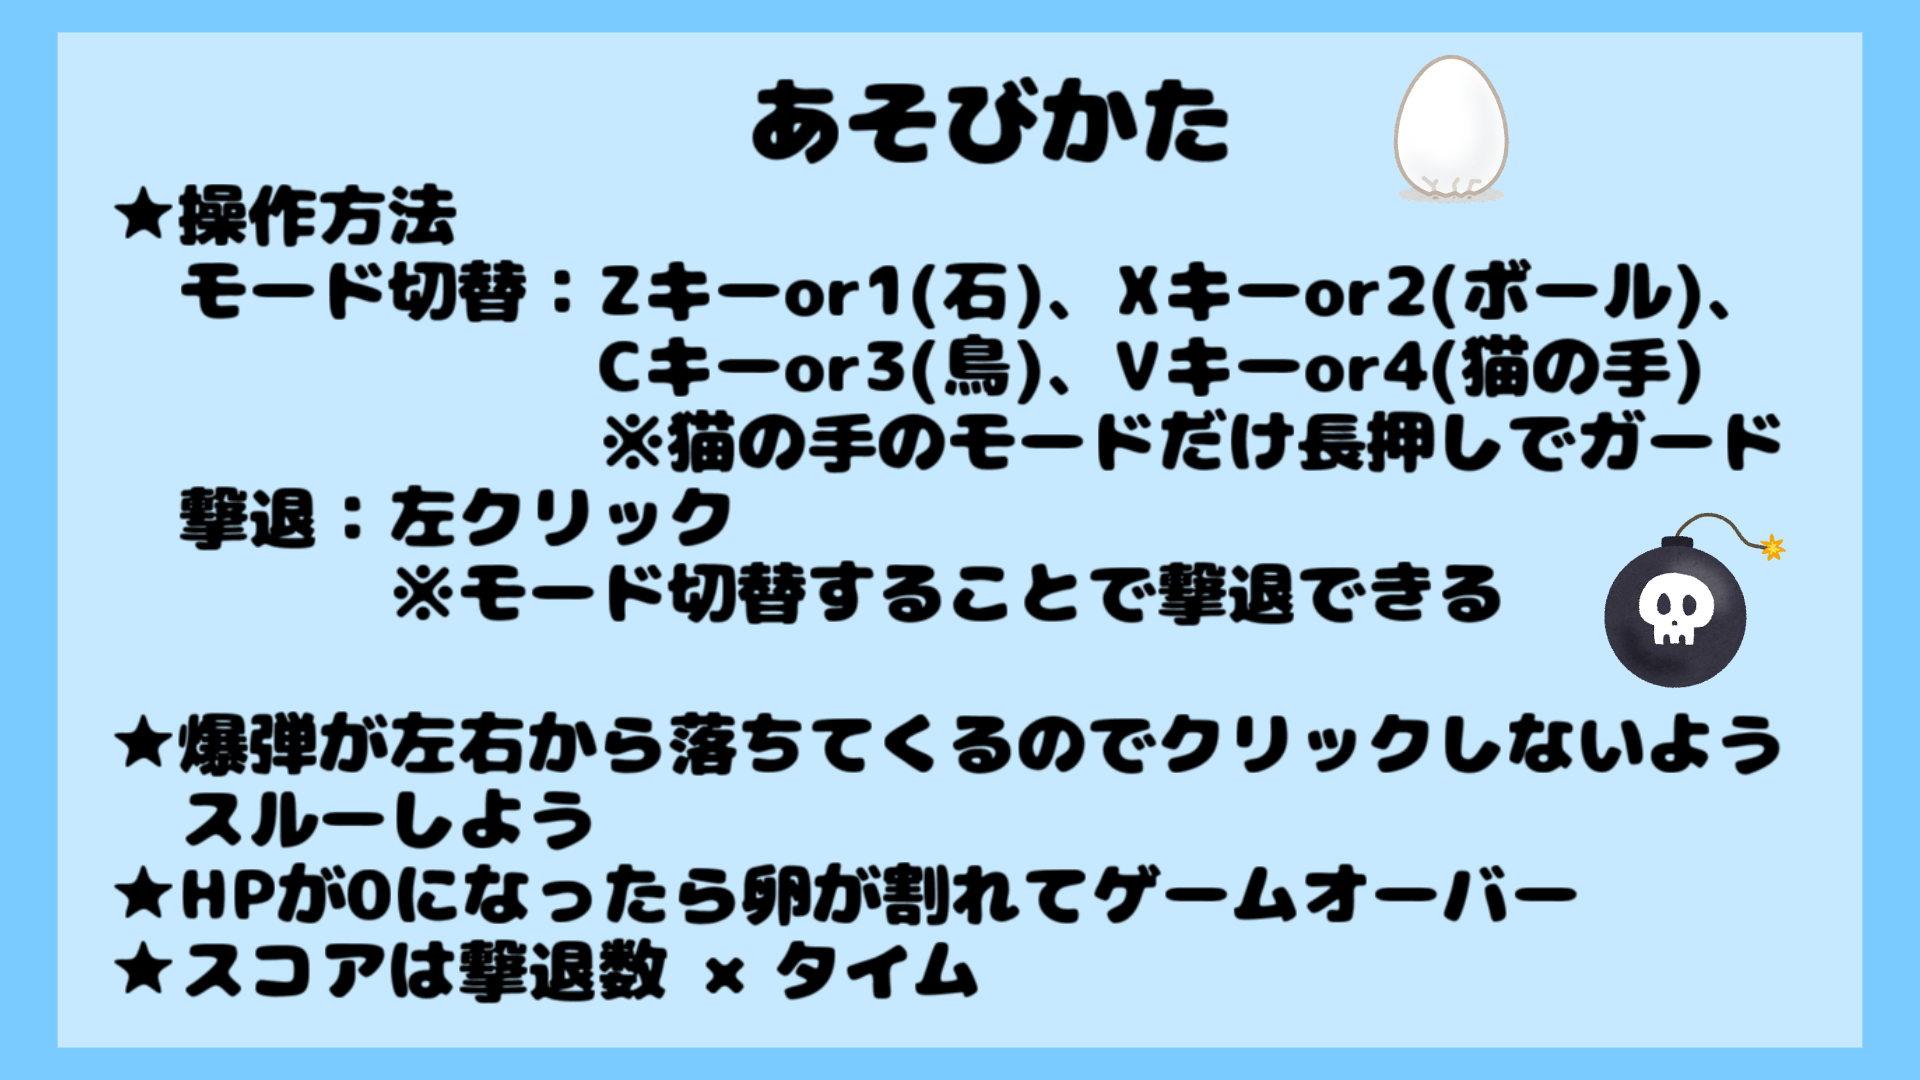 あそびかた
★操作方法
モード切替：Zキーor1(石)、Xキーor2(ボール)、
Cキーor3(鳥)、Vキーor4(猫の手)
※猫の手のモードだけ長押しでガード
撃退：左クリック
※モード切替することで撃退できる
★爆弾が左右から落ちてくるのでクリックしないよう
スルーしよう
★HPが0になったら卵が割れてゲームオーバー
★スコアは撃退数 × タイム